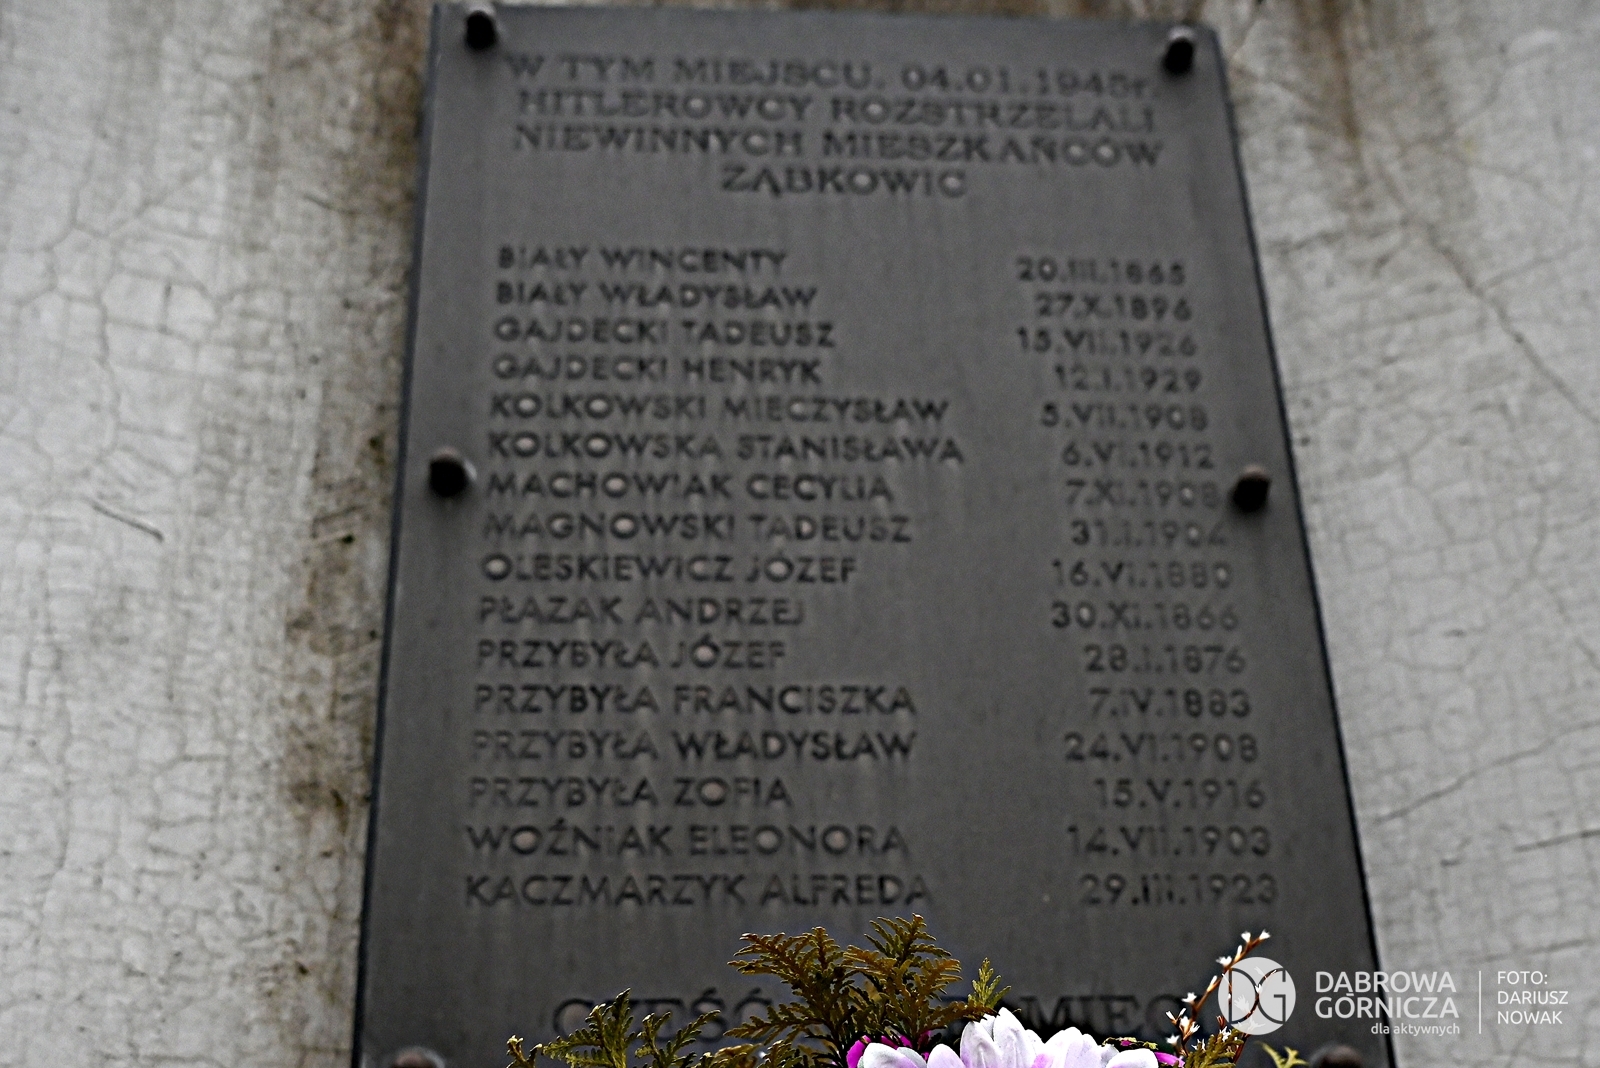 W TYM MIEJSCU, 04.01.1945r.
HITLEROWCY ROZSTRZELALI
NIEWINNYCH MIESZKAŃCÓW
ZĄBKOWIC
BIAŁY WINCENTY 20.III.1865
BIAŁY WŁADYSŁAW 27.X.1896
GAJDECKI TADEUSZ 15.VII.1926
GAJDECKI HENRYK 12.I.1929
KOLKOWSKI MIECZYSŁAW 5.VII.1908
KOLKOWSKA STANISŁAWA 6.VI.1912
MACHOWIAK CECYLIA 7.XI.1908
MAGNOWSKI TADEUSZ 31.I.1904
OLESKIEWICZ JÓZEF 16.VI.1880
PŁAZAK ANDRZEJ 30.XI.1866
PRZYBYŁA JÓZEF 28.I.1876
PRZYBYŁA FRANCISZKA 7.IV.1883
PRZYBYŁA WŁADYSŁAW 24.VI.1908
PRZYBYŁA ZOFIA 15.V.1916
WOŹNIAK ELEONORA 14.VII.1903
KACZMARZYK ALFREDA 29.III.1923
CZEŚĆ
DG DĄBROWA
GÓRNICZA
dla aktywnych
FOTO:
DARIUSZ
NOWAK